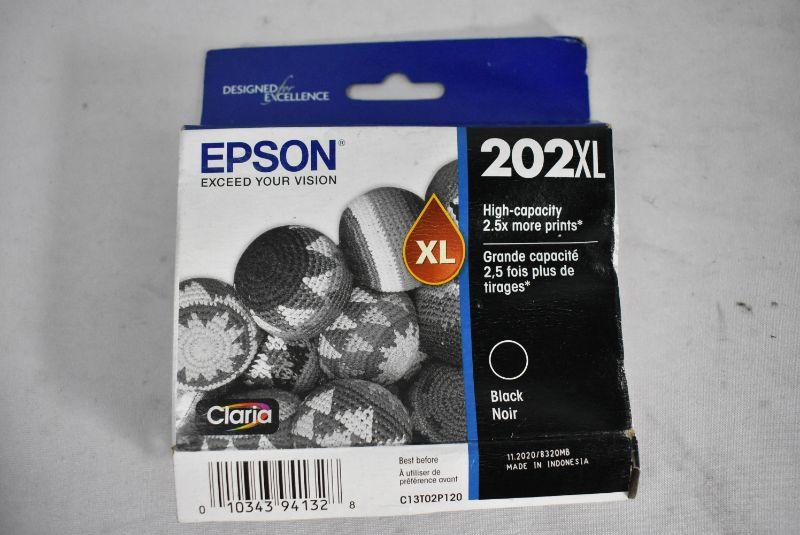 DESIGNED for
EXCELLENCE
EPSON®
EXCEED YOUR VISION
202XL
High-capacity
2.5x more prints*
Grande capacité
2,5 fois plus de
tirages*
XL
Black
Noir
Claria
Best before
À utiliser de
préférence avant
11.2020/8320MB
MADE IN INDONESIA
C13T02P120
0 10343 94132 8